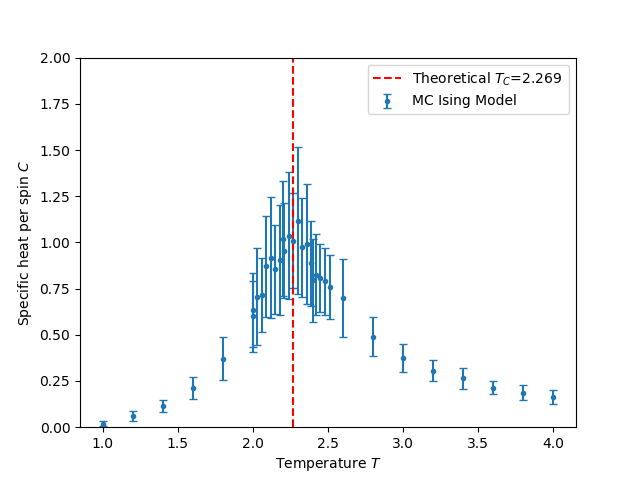 2.00
1.75
1.50
1.25
1.00
0.75
0.50
0.25
0.00
Specific heat per spin C
Theoretical T_C=2.269
MC Ising Model
1.0 1.5 2.0 2.5 3.0 3.5 4.0
Temperature T